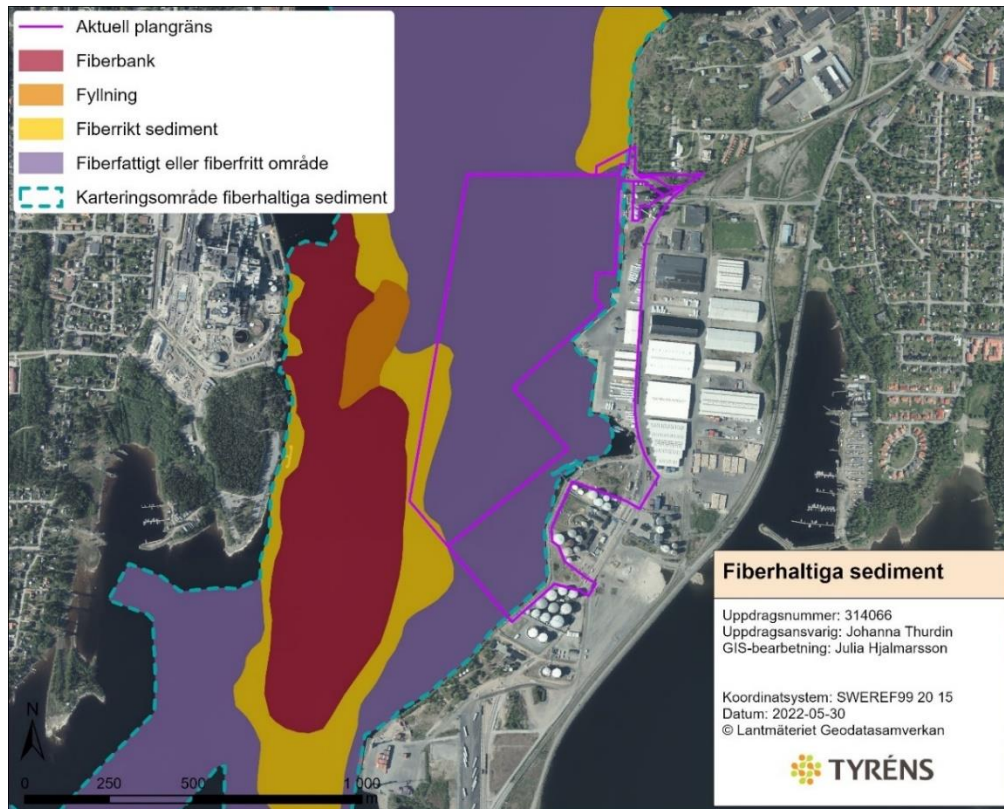 Aktuell plangräns
Fiberbank
Fyllning
Fiberrikt sediment
Fiberfattigt eller fiberfritt område
Karteringsområde fiberhaltiga sediment
Fiberhaltiga sediment
Uppdragsnummer: 314066
Uppdragsansvarig: Johanna Thurdin
GIS-bearbetning: Julia Hjalmarsson
Koordinatsystem: SWEREF99 20 15
Datum: 2022-05-30
© Lantmäteriet Geodatasamverkan
TYRÉNS
N
0 250 500 1 000
m